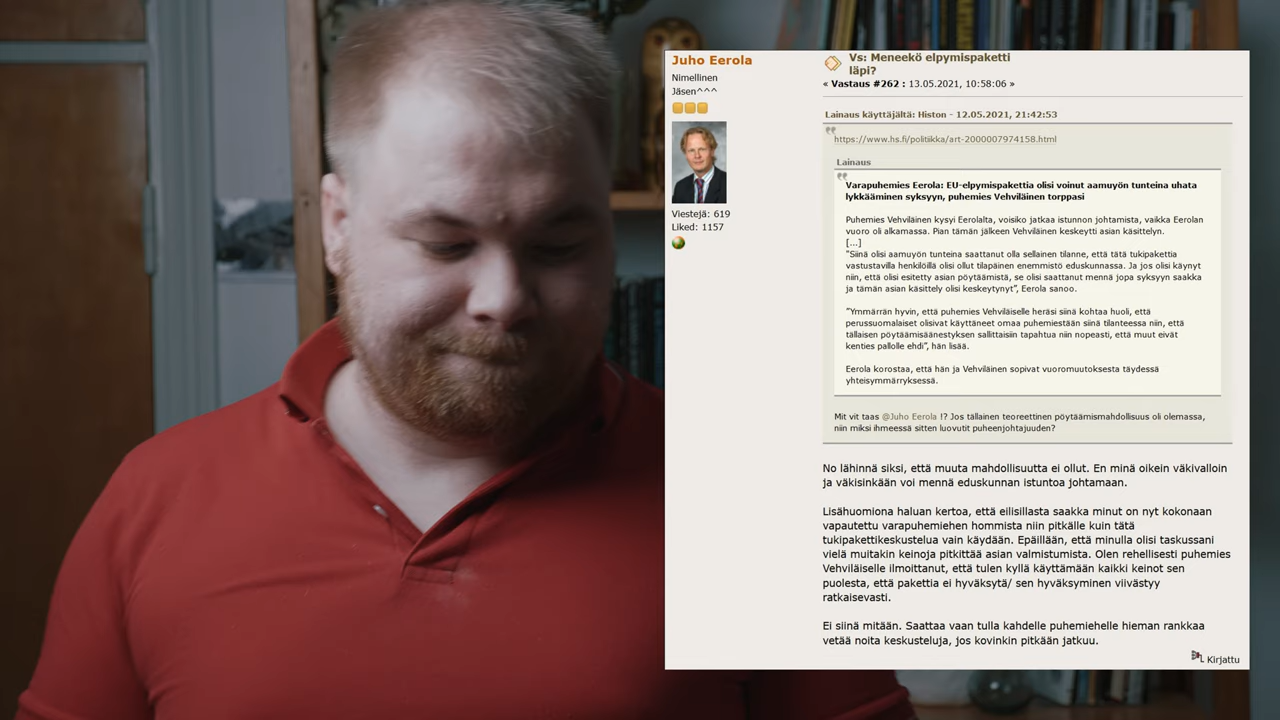 Juho Eerola
Nimellinen
Jäsen^^^
Viestejä: 619
Liked: 1157
Vs: Meneekö elpymispaketti
läpi?
« Vastaus #262 : 13.05.2021, 10:58:06 »
Lainaus käyttäjältä: Histon - 12.05.2021, 21:42:53
https://www.hs.fi/politiikka/art-2000007974158.html
Lainaus
Varapuhemies Eerola: EU-elpymispakettia olisi voinut aamuyön tunteina uhata
lykkääminen syksyyn, puhemies Vehviläinen torppasi
Puhemies Vehviläinen kysyi Eerolalta, voisiko jatkaa istunnon johtamista, vaikka Eerolan
vuoro oli alkamassa. Pian tämän jälkeen Vehviläinen keskeytti asian käsittelyn.
[...]
”Siinä olisi aamuyön tunteina saattanut olla sellainen tilanne, että tätä tukipakettia
vastustavilla henkilöillä olisi ollut tilapäinen enemmistö eduskunnassa. Ja jos olisi käynyt
niin, että olisi esitetty asian pöytäämistä, se olisi saattanut mennä jopa syksyyn saakka
ja tämän asian käsittely olisi keskeytynyt”, Eerola sanoo.
”Ymmärrän hyvin, että puhemies Vehviläiselle heräsi siinä kohtaa huoli, että
perussuomalaiset olisivat käyttäneet omaa puhemiestään siinä tilanteessa niin, että
tällaisen pöytäämisäänestyksen sallittaisiin tapahtua niin nopeasti, että muut eivät
kenties pallolle ehdi”, hän lisää.
Eerola korostaa, että hän ja Vehviläinen sopivat vuoromuutoksesta täydessä
yhteisymmärryksessä.
Mit vit taas @Juho Eerola !? Jos tällainen teoreettinen pöytäämismahdollisuus oli olemassa,
niin miksi ihmeessä sitten luovutit puheenjohtajuuden?
No lähinnä siksi, että muuta mahdollisuutta ei ollut. En minä oikein väkivalloin
ja väkisinkään voi mennä eduskunnan istuntoa johtamaan.
Lisähuomiona haluan kertoa, että eilisillasta saakka minut on nyt kokonaan
vapautettu varapuhemiehen hommista niin pitkälle kuin tätä
tukipakettikeskustelua vain käydään. Epäillään, että minulla olisi taskussani
vielä muitakin keinoja pitkittää asian valmistumista. Olen rehellisesti puhemies
Vehviläiselle ilmoittanut, että tulen kyllä käyttämään kaikki keinot sen
puolesta, että pakettia ei hyväksytä/ sen hyväksyminen viivästyy
ratkaisevasti.
Ei siinä mitään. Saattaa vaan tulla kahdelle puhemiehelle hieman rankkaa
vetää noita keskusteluja, jos kovinkin pitkään jatkuu.
Kirjattu